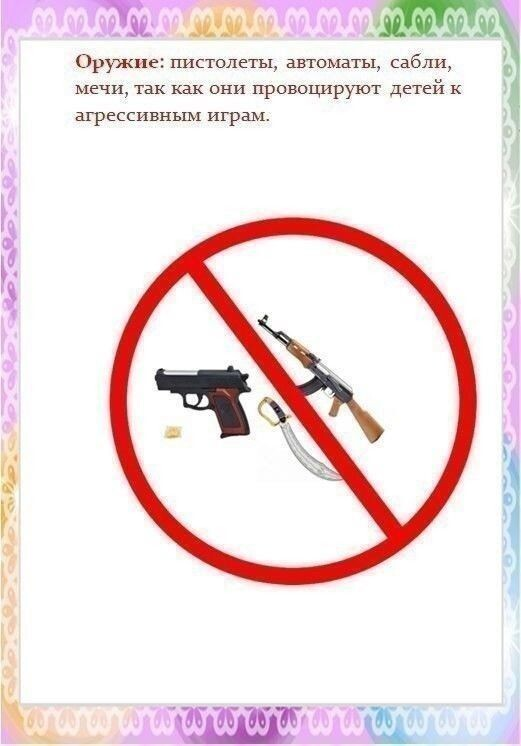 Оружие: пистолеты, автоматы, сабли,
мечи, так как они провоцируют детей к
агрессивным играм.